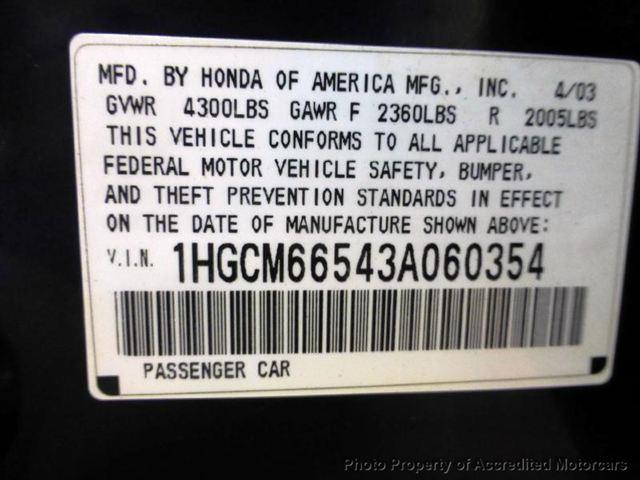 MFD. BY HONDA OF AMERICA MFG., INC. 4/03
GVWR 4300LBS GAWR F 2360LBS R 2005LBS
THIS VEHICLE CONFORMS TO ALL APPLICABLE
FEDERAL MOTOR VEHICLE SAFETY, BUMPER,
AND THEFT PREVENTION STANDARDS IN EFFECT
ON THE DATE OF MANUFACTURE SHOWN ABOVE:
V.I.N. 1HGCM66543A060354
PASSENGER CAR
Photo Property of Accredited Motorcars